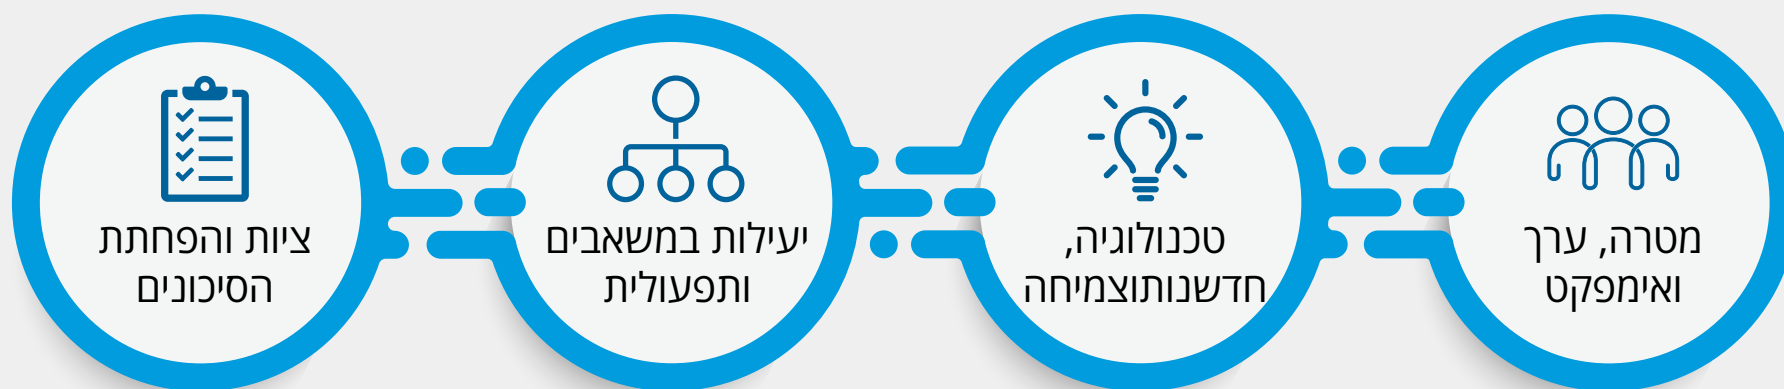 מטרה, ערך
ואימפקט
טכנולוגיה,
חדשנותוצמיחה
יעילות במשאבים
ותפעולית
ציות והפחתת
הסיכונים